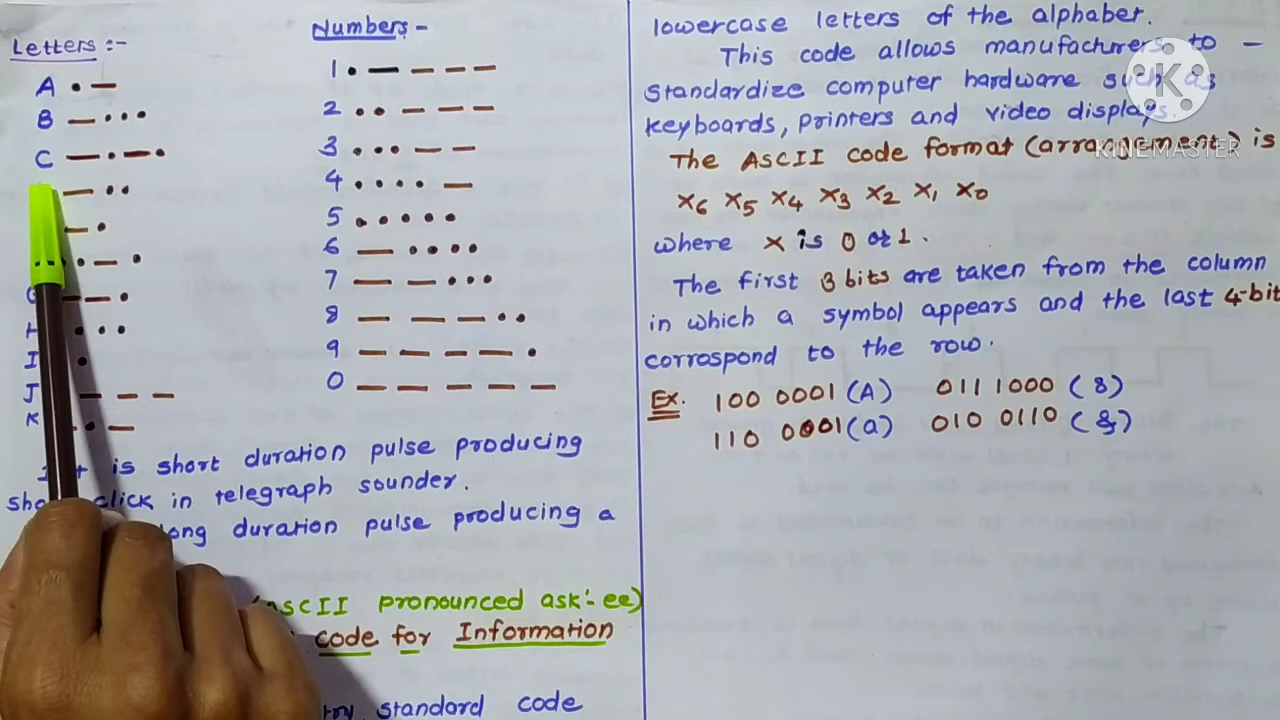 Letters :-
A • —
B — • • •
C — • — •
— • •
— •
• — •
— — •
H • • •
I •
J — — —
K • —
is short duration pulse producing
click in telegraph sounder.
long duration pulse producing a
ASCII pronounced ask'-ee)
code for Information
standard code
Numbers :-
1 • — — — —
2 • • — — —
3 • • • — —
4 • • • • —
5 • • • • •
6 — • • • •
7 — — • • •
8 — — — • •
9 — — — — •
0 — — — — —
lowercase letters of the alphabet.
This code allows manufacturers to –
standardize computer hardware such as
keyboards, printers and video displays.
KINEMASTER
The ASCII code format (arrangement) is
X6 X5 X4 X3 X2 X1 X0
where X is 0 or 1.
The first 3 bits are taken from the column
in which a symbol appears and the last 4-bit
corrospond to the row.
Ex. 100 0001 (A) 011 1000 (8)
110 0001 (a) 010 0110 (&)